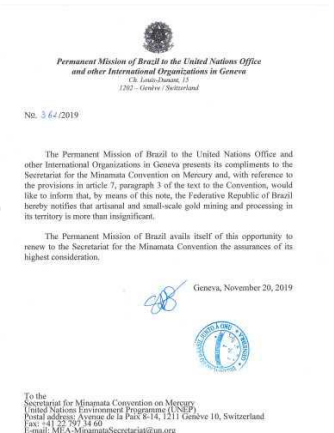 Permanent Mission of Brazil to the United Nations Office
and other International Organizations in Geneva
Ch. Louis-Dunant, 15
1202 – Genève / Switzerland
No. 361/2019
The Permanent Mission of Brazil to the United Nations Office and
other International Organizations in Geneva presents its compliments to the
Secretariat for the Minamata Convention on Mercury and, with reference to
the provisions in article 7, paragraph 3 of the text to the Convention, would
like to inform that, by means of this note, the Federative Republic of Brazil
hereby notifies that artisanal and small-scale gold mining and processing in
its territory is more than insignificant.
The Permanent Mission of Brazil avails itself of this opportunity to
renew to the Secretariat for the Minamata Convention the assurances of its
highest consideration.
Geneva, November 20, 2019
To the
Secretariat for Minamata Convention on Mercury
United Nations Environment Programme (UNEP)
Postal address: Avenue de la Paix 8-14, 1211 Genève 10, Switzerland
Fax: +41 22 797 34 60
E-mail: MEA-MinamataSecretariat@un.org